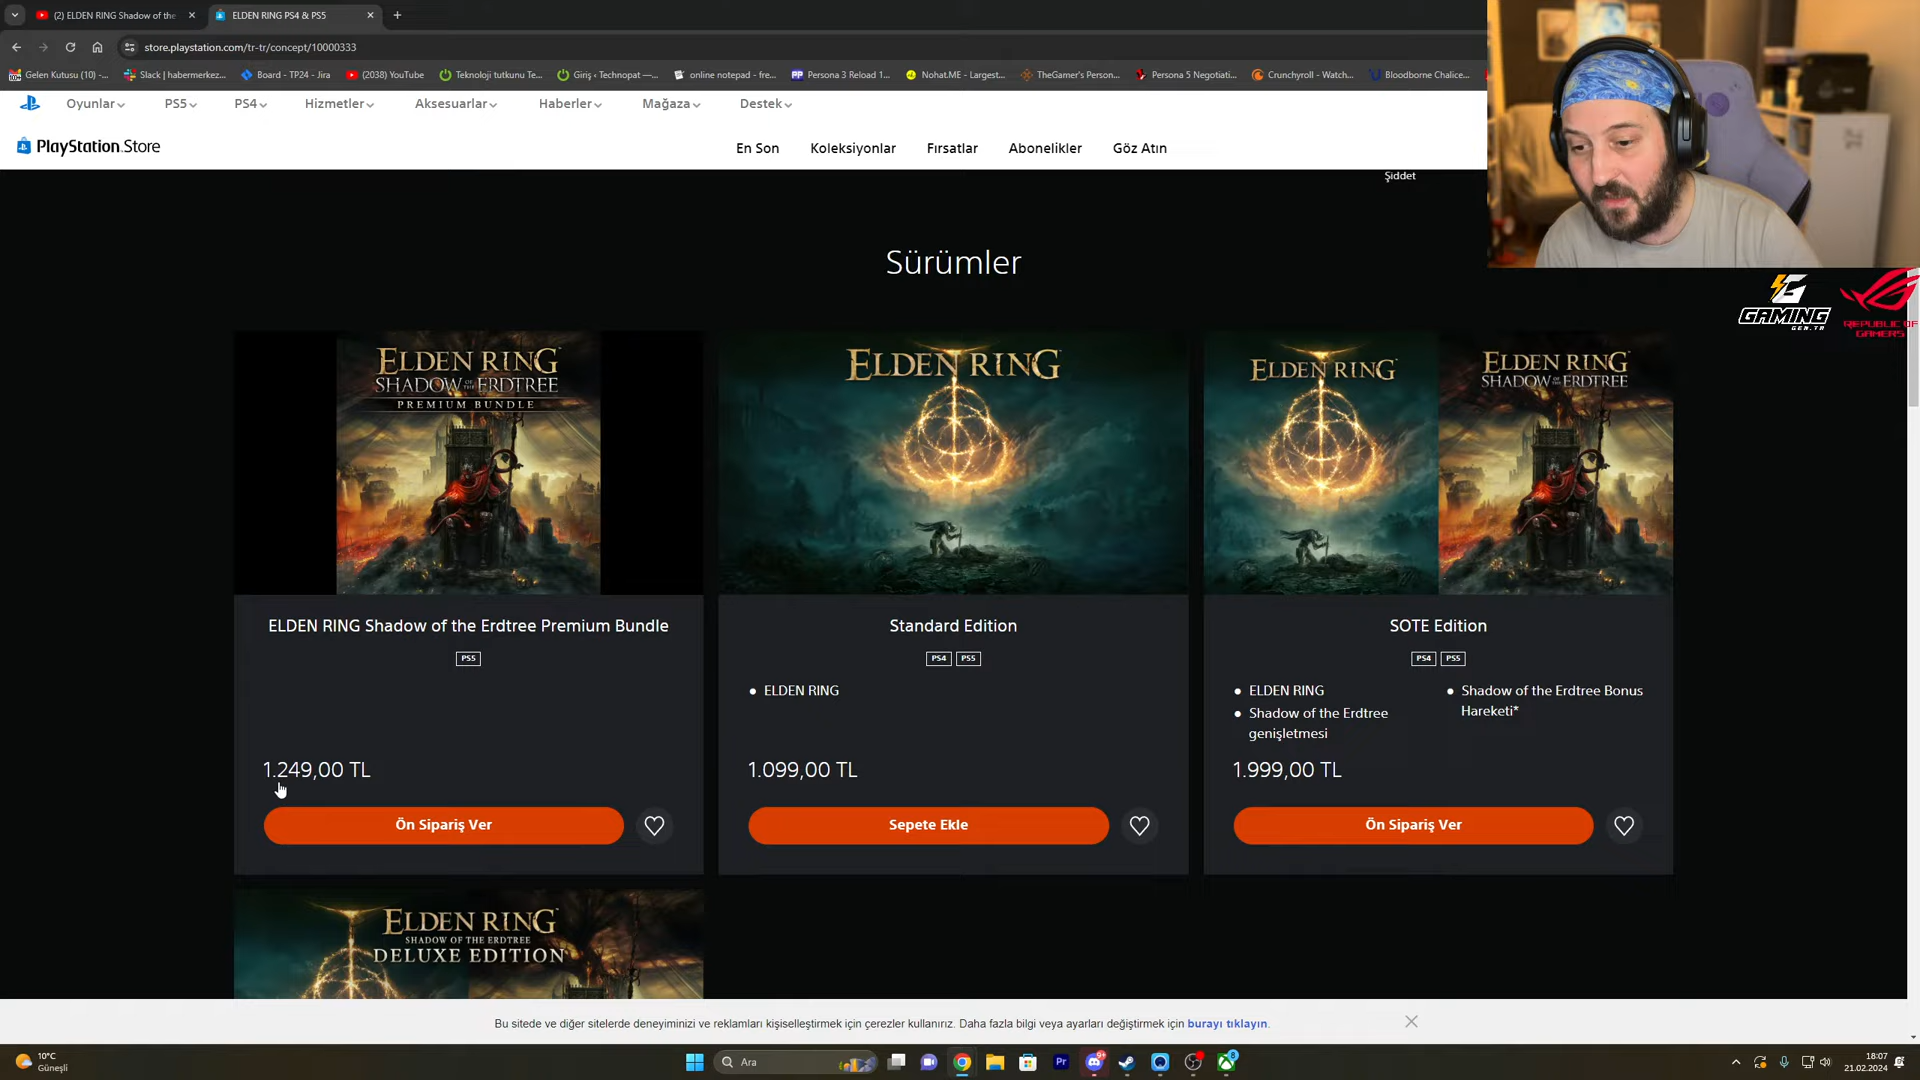 (2) ELDEN RING Shadow of the
ELDEN RING PS4 & PS5
store.playstation.com/tr-tr/concept/10000333
Gelen Kutusu (10) -...
Slack | habermerkez...
Board - TP24 - Jira
(2038) YouTube
Teknoloji tutkunu Te...
Giriş ‹ Technopat —...
online notepad - fre...
Persona 3 Reload 1...
Nohat.ME - Largest...
TheGamer's Person...
Persona 5 Negotiati...
Crunchyroll - Watch...
Bloodborne Chalice...
Oyunlar
PS5
PS4
Hizmetler
Aksesuarlar
Haberler
Mağaza
Destek
PlayStation Store
En Son
Koleksiyonlar
Fırsatlar
Abonelikler
Göz Atın
Şiddet
Sürümler
GAMING
GEN.TR
REPUBLIC OF
GAMERS
ELDEN RING
SHADOW OF THE ERDTREE
PREMIUM BUNDLE
ELDEN RING
ELDEN RING
ELDEN RING
SHADOW OF THE ERDTREE
ELDEN RING Shadow of the Erdtree Premium Bundle
PS5
1.249,00 TL
Ön Sipariş Ver
Standard Edition
PS4 PS5
• ELDEN RING
1.099,00 TL
Sepete Ekle
SOTE Edition
PS4 PS5
• ELDEN RING
• Shadow of the Erdtree
genişletmesi
• Shadow of the Erdtree Bonus
Hareketi*
1.999,00 TL
Ön Sipariş Ver
ELDEN RING
SHADOW OF THE ERDTREE
DELUXE EDITION
Bu sitede ve diğer sitelerde deneyiminizi ve reklamları kişiselleştirmek için çerezler kullanırız. Daha fazla bilgi veya ayarları değiştirmek için burayı tıklayın.
10°C
Güneşli
Ara
Pr
18:07
21.02.2024